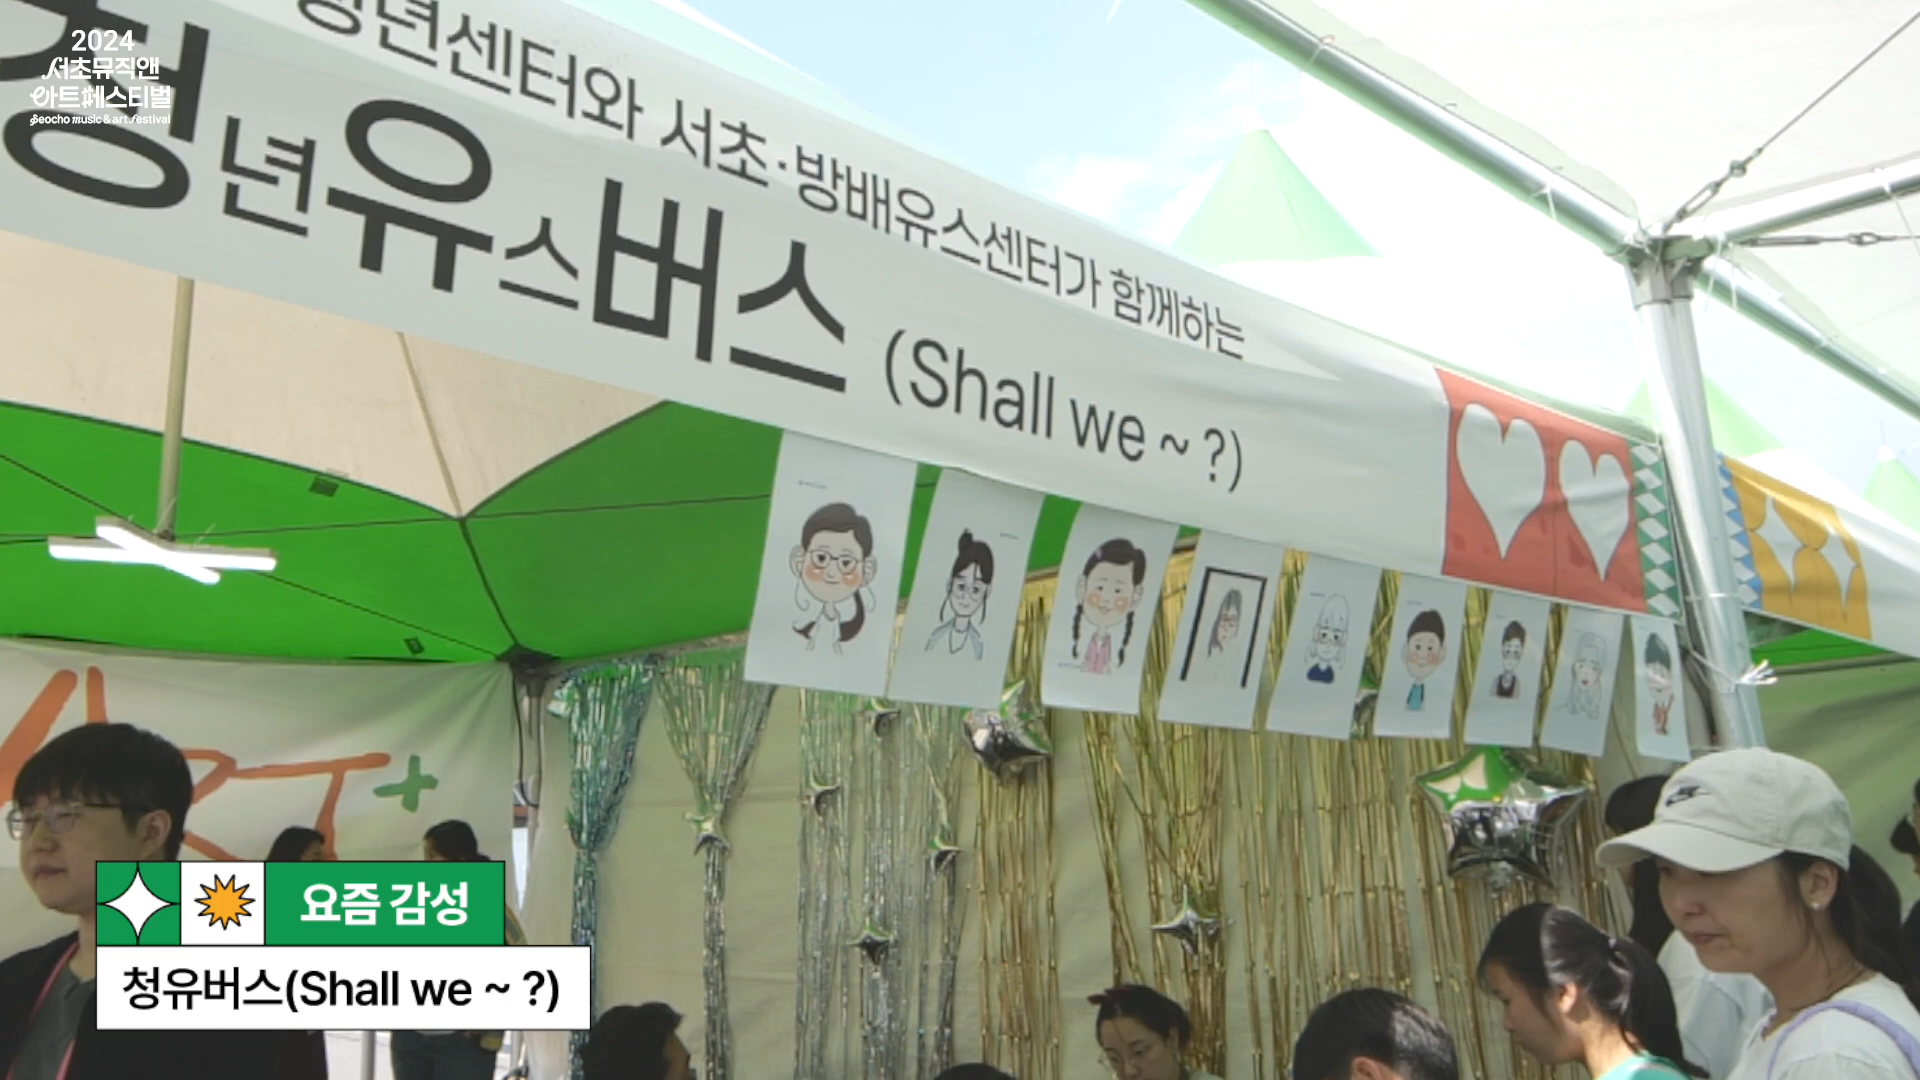 2024
서초뮤직앤
아트페스티벌
Seocho music & art festival
청년센터와 서초·방배유스센터가 함께하는
청년유스버스 (Shall we ~ ?)
ART+
요즘 감성
청유버스(Shall we ~ ?)